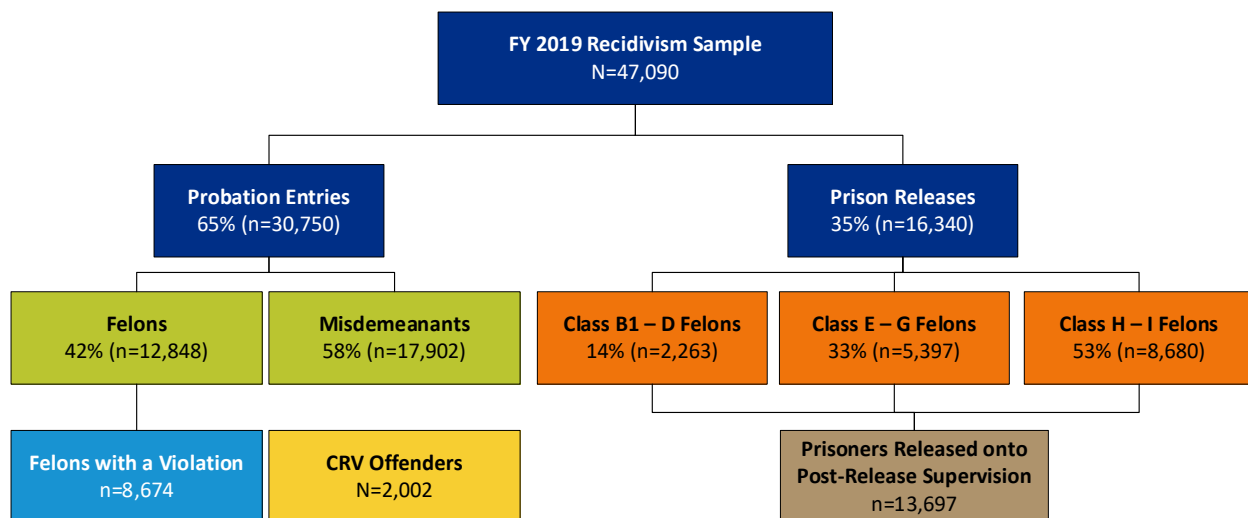 FY 2019 Recidivism Sample
N=47,090
Probation Entries
65% (n=30,750)
Prison Releases
35% (n=16,340)
Felons
42% (n=12,848)
Misdemeanants
58% (n=17,902)
Class B1 – D Felons
14% (n=2,263)
Class E – G Felons
33% (n=5,397)
Class H – I Felons
53% (n=8,680)
Felons with a Violation
n=8,674
CRV Offenders
N=2,002
Prisoners Released onto
Post-Release Supervision
n=13,697